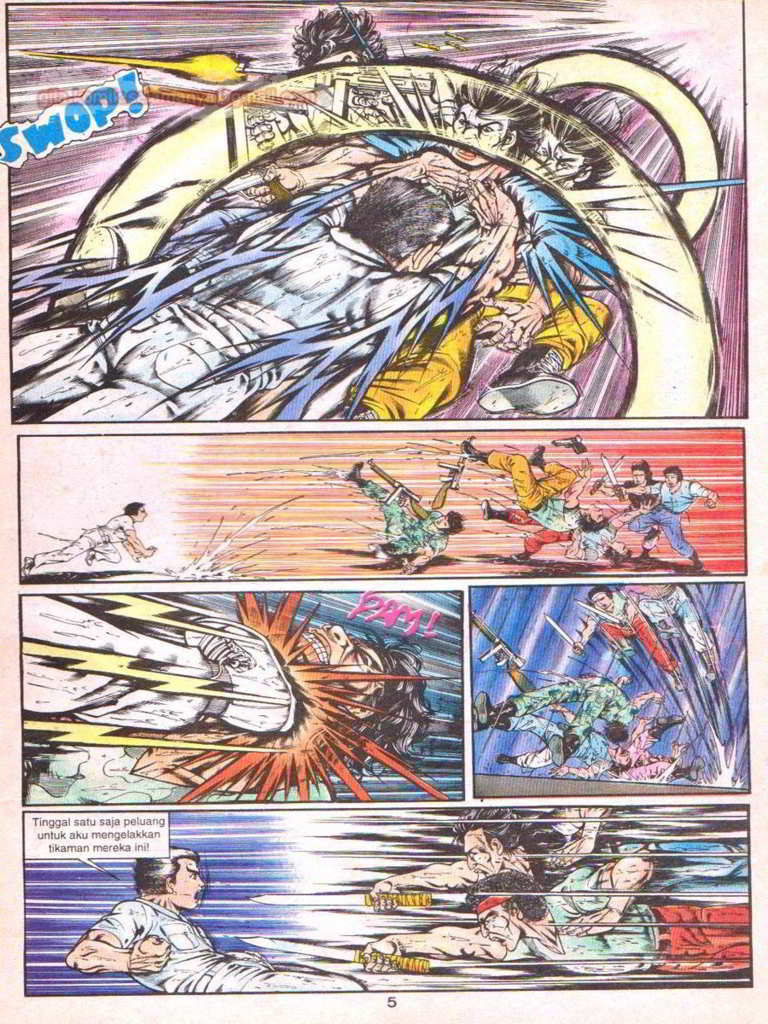 SWOP!
BAM!
Tinggal satu saja peluang
untuk aku mengelakkan
tikaman mereka ini!
5